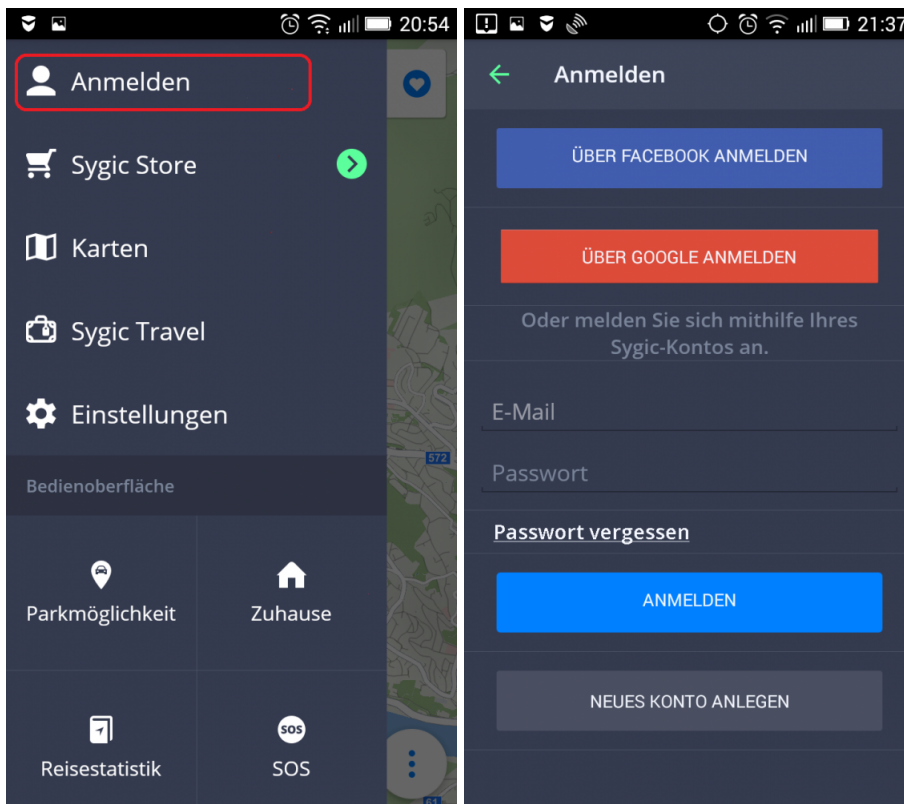 20:54
Anmelden
Sygic Store
Karten
Sygic Travel
Einstellungen
572
Bedienoberfläche
Parkmöglichkeit
Zuhause
Reisestatistik
SOS
SOS
61
21:37
Anmelden
ÜBER FACEBOOK ANMELDEN
ÜBER GOOGLE ANMELDEN
Oder melden Sie sich mithilfe Ihres
Sygic-Kontos an.
E-Mail
Passwort
Passwort vergessen
ANMELDEN
NEUES KONTO ANLEGEN